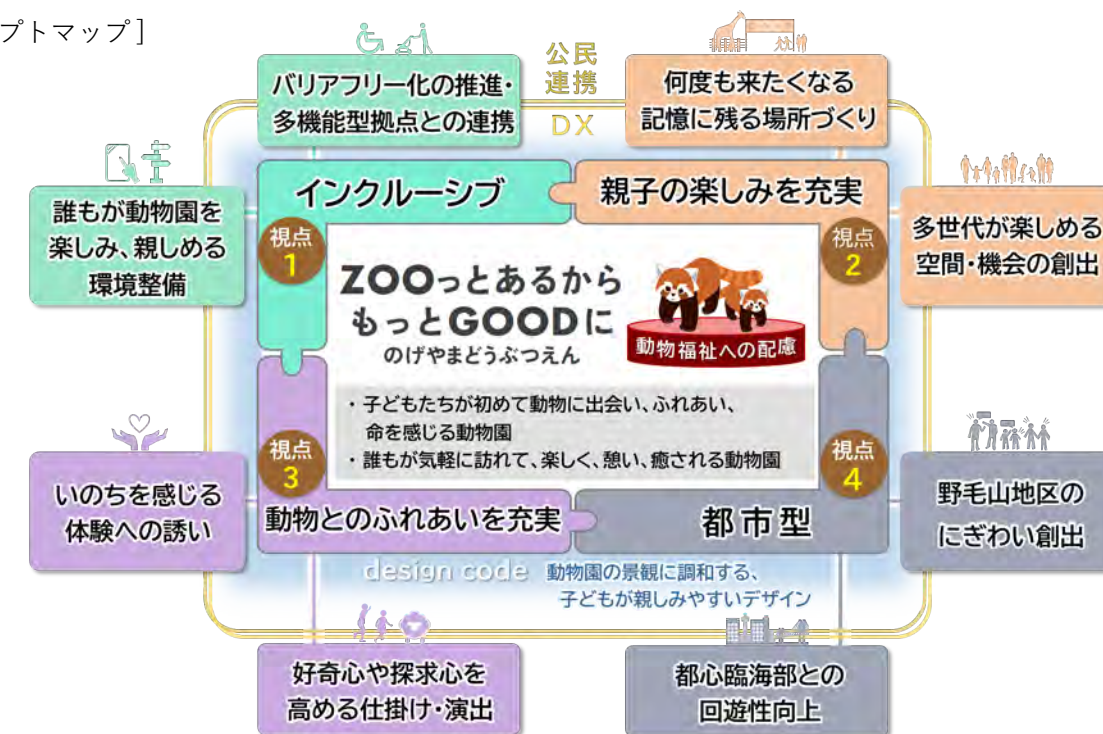 プトマップ]
公民
連携
DX
バリアフリー化の推進・
多機能型拠点との連携
何度も来たくなる
記憶に残る場所づくり
誰もが動物園を
楽しみ、親しめる
環境整備
インクルーシブ
親子の楽しみを充実
多世代が楽しめる
空間・機会の創出
視点
1
視点
2
ZOOっとあるから
もっとGOODに
のげやまどうぶつえん
動物福祉への配慮
・子どもたちが初めて動物に出会い、ふれあい、
命を感じる動物園
・誰もが気軽に訪れて、楽しく、憩い、癒される動物園
視点
3
視点
4
いのちを感じる
体験への誘い
動物とのふれあいを充実
都市型
野毛山地区の
にぎわい創出
design code 動物園の景観に調和する、
子どもが親しみやすいデザイン
好奇心や探求心を
高める仕掛け・演出
都心臨海部との
回遊性向上